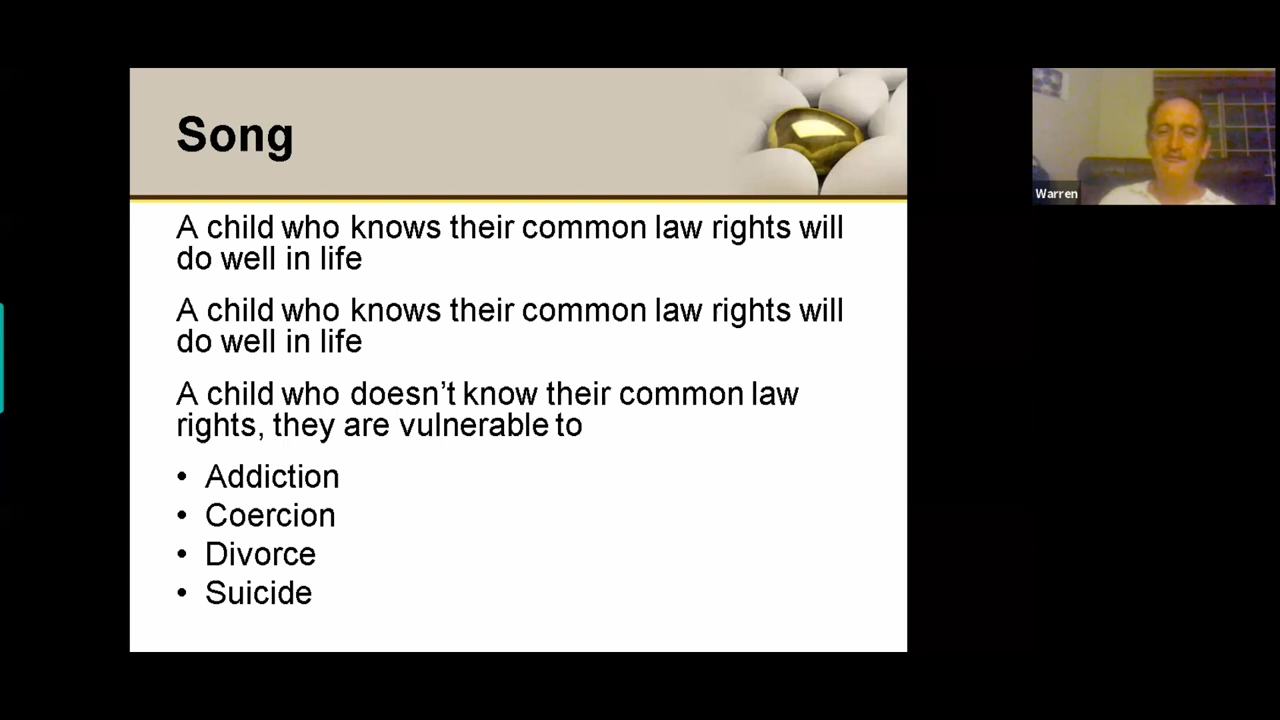 Song
Warren
A child who knows their common law rights will
do well in life
A child who knows their common law rights will
do well in life
A child who doesn’t know their common law
rights, they are vulnerable to
• Addiction
• Coercion
• Divorce
• Suicide